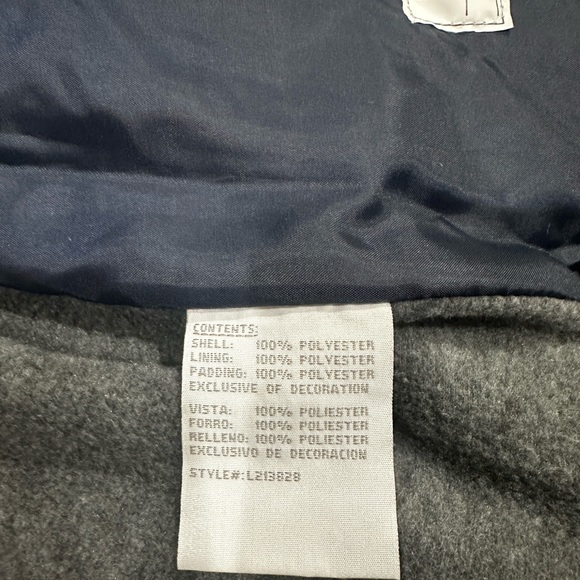 CONTENTS:
SHELL: 100% POLYESTER
LINING: 100% POLYESTER
PADDING: 100% POLYESTER
EXCLUSIVE OF DECORATION
VISTA: 100% POLIESTER
FORRO: 100% POLIESTER
RELLENO: 100% POLIESTER
EXCLUSIVO DE DECORACION
STYLE#: L213828